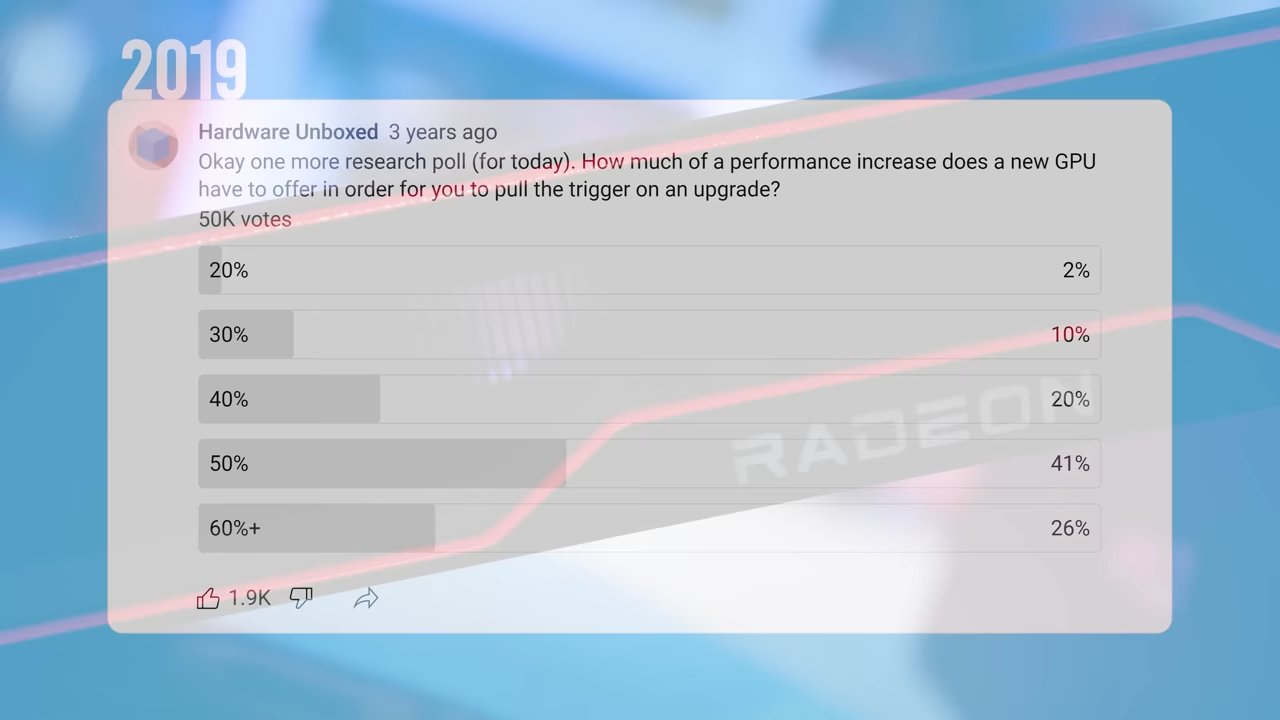 2019
Hardware Unboxed 3 years ago
Okay one more research poll (for today). How much of a performance increase does a new GPU
have to offer in order for you to pull the trigger on an upgrade?
50K votes
20% 2%
30% 10%
40% 20%
RADEON
50% 41%
60%+ 26%
1.9K